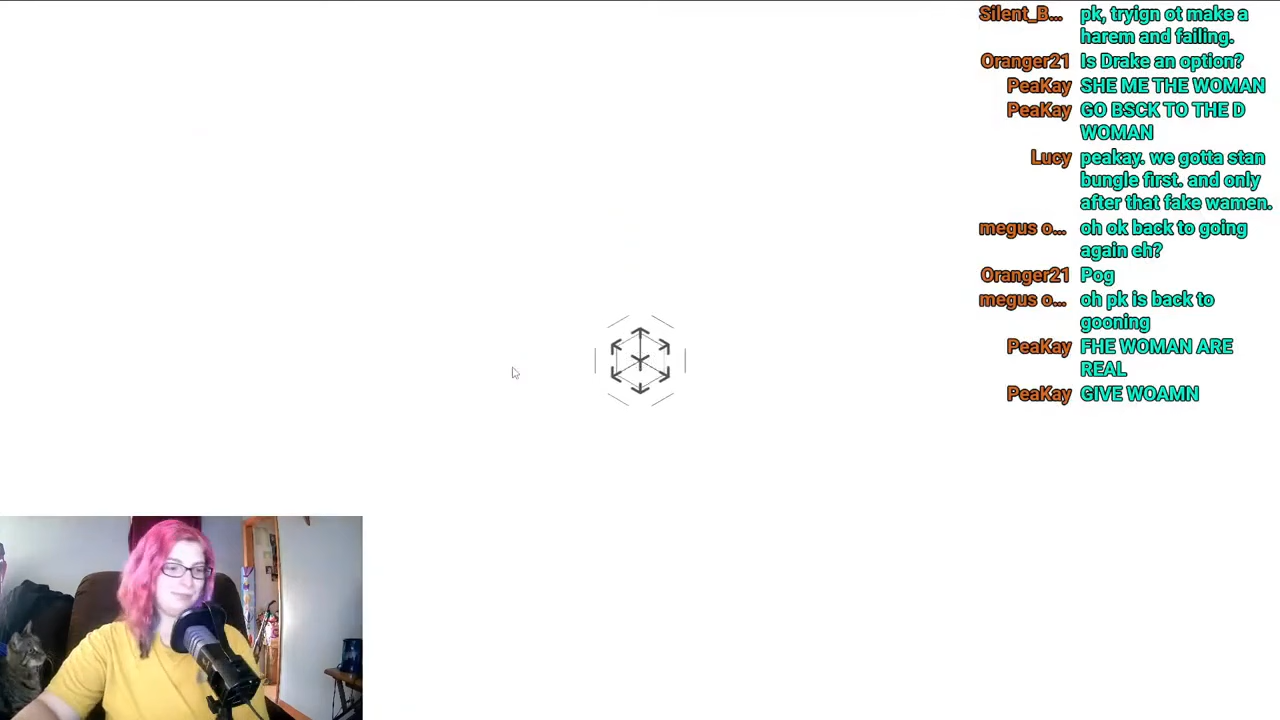 Silent_B... pk, tryign ot make a
harem and failing.
Oranger21 Is Drake an option?
PeaKay SHE ME THE WOMAN
PeaKay GO BSCK TO THE D
WOMAN
Lucy peakay. we gotta stan
bungle first. and only
after that fake wamen.
megus o... oh ok back to going
again eh?
Oranger21 Pog
megus o... oh pk is back to
gooning
PeaKay FHE WOMAN ARE
REAL
PeaKay GIVE WOAMN